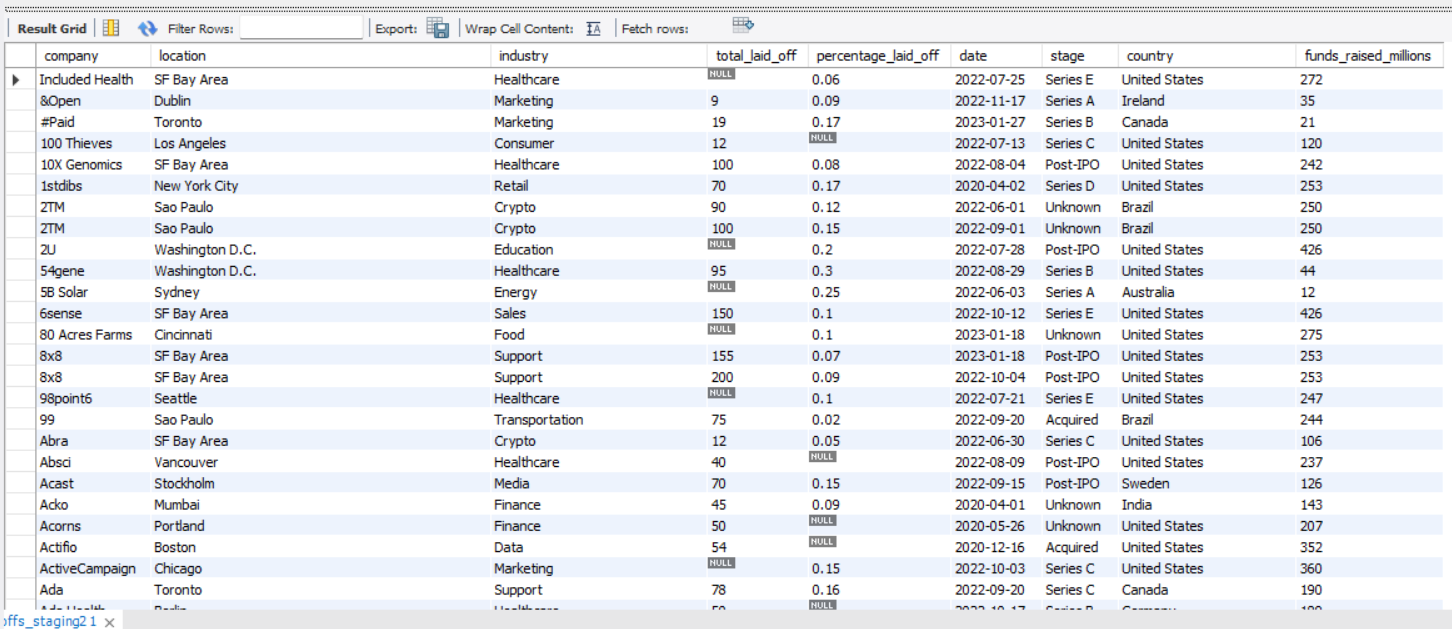 Result Grid Filter Rows: Export: Wrap Cell Content: Fetch rows:
company location industry total_laid_off percentage_laid_off date stage country funds_raised_millions
Included Health SF Bay Area Healthcare NULL 0.06 2022-07-25 Series E United States 272
&Open Dublin Marketing 9 0.09 2022-11-17 Series A Ireland 35
#Paid Toronto Marketing 19 0.17 2023-01-27 Series B Canada 21
100 Thieves Los Angeles Consumer 12 NULL 2022-07-13 Series C United States 120
10X Genomics SF Bay Area Healthcare 100 0.08 2022-08-04 Post-IPO United States 242
1stdibs New York City Retail 70 0.17 2020-04-02 Series D United States 253
2TM Sao Paulo Crypto 90 0.12 2022-06-01 Unknown Brazil 250
2TM Sao Paulo Crypto 100 0.15 2022-09-01 Unknown Brazil 250
2U Washington D.C. Education NULL 0.2 2022-07-28 Post-IPO United States 426
54gene Washington D.C. Healthcare 95 0.3 2022-08-29 Series B United States 44
5B Solar Sydney Energy NULL 0.25 2022-06-03 Series A Australia 12
6sense SF Bay Area Sales 150 0.1 2022-10-12 Series E United States 426
80 Acres Farms Cincinnati Food NULL 0.1 2023-01-18 Unknown United States 275
8x8 SF Bay Area Support 155 0.07 2023-01-18 Post-IPO United States 253
8x8 SF Bay Area Support 200 0.09 2022-10-04 Post-IPO United States 253
98point6 Seattle Healthcare NULL 0.1 2022-07-21 Series E United States 247
99 Sao Paulo Transportation 75 0.02 2022-09-20 Acquired Brazil 244
Abra SF Bay Area Crypto 12 0.05 2022-06-30 Series C United States 106
Absci Vancouver Healthcare 40 NULL 2022-08-09 Post-IPO United States 237
Acast Stockholm Media 70 0.15 2022-09-15 Post-IPO Sweden 126
Acko Mumbai Finance 45 0.09 2020-04-01 Unknown India 143
Acorns Portland Finance 50 NULL 2020-05-26 Unknown United States 207
Actifio Boston Data 54 NULL 2020-12-16 Acquired United States 352
ActiveCampaign Chicago Marketing NULL 0.15 2022-10-03 Series C United States 360
Ada Toronto Support 78 0.16 2022-09-20 Series C Canada 190
Ada Health Berlin Healthcare 50 NULL 2022-10-17 Series B Germany
offs_staging2 1